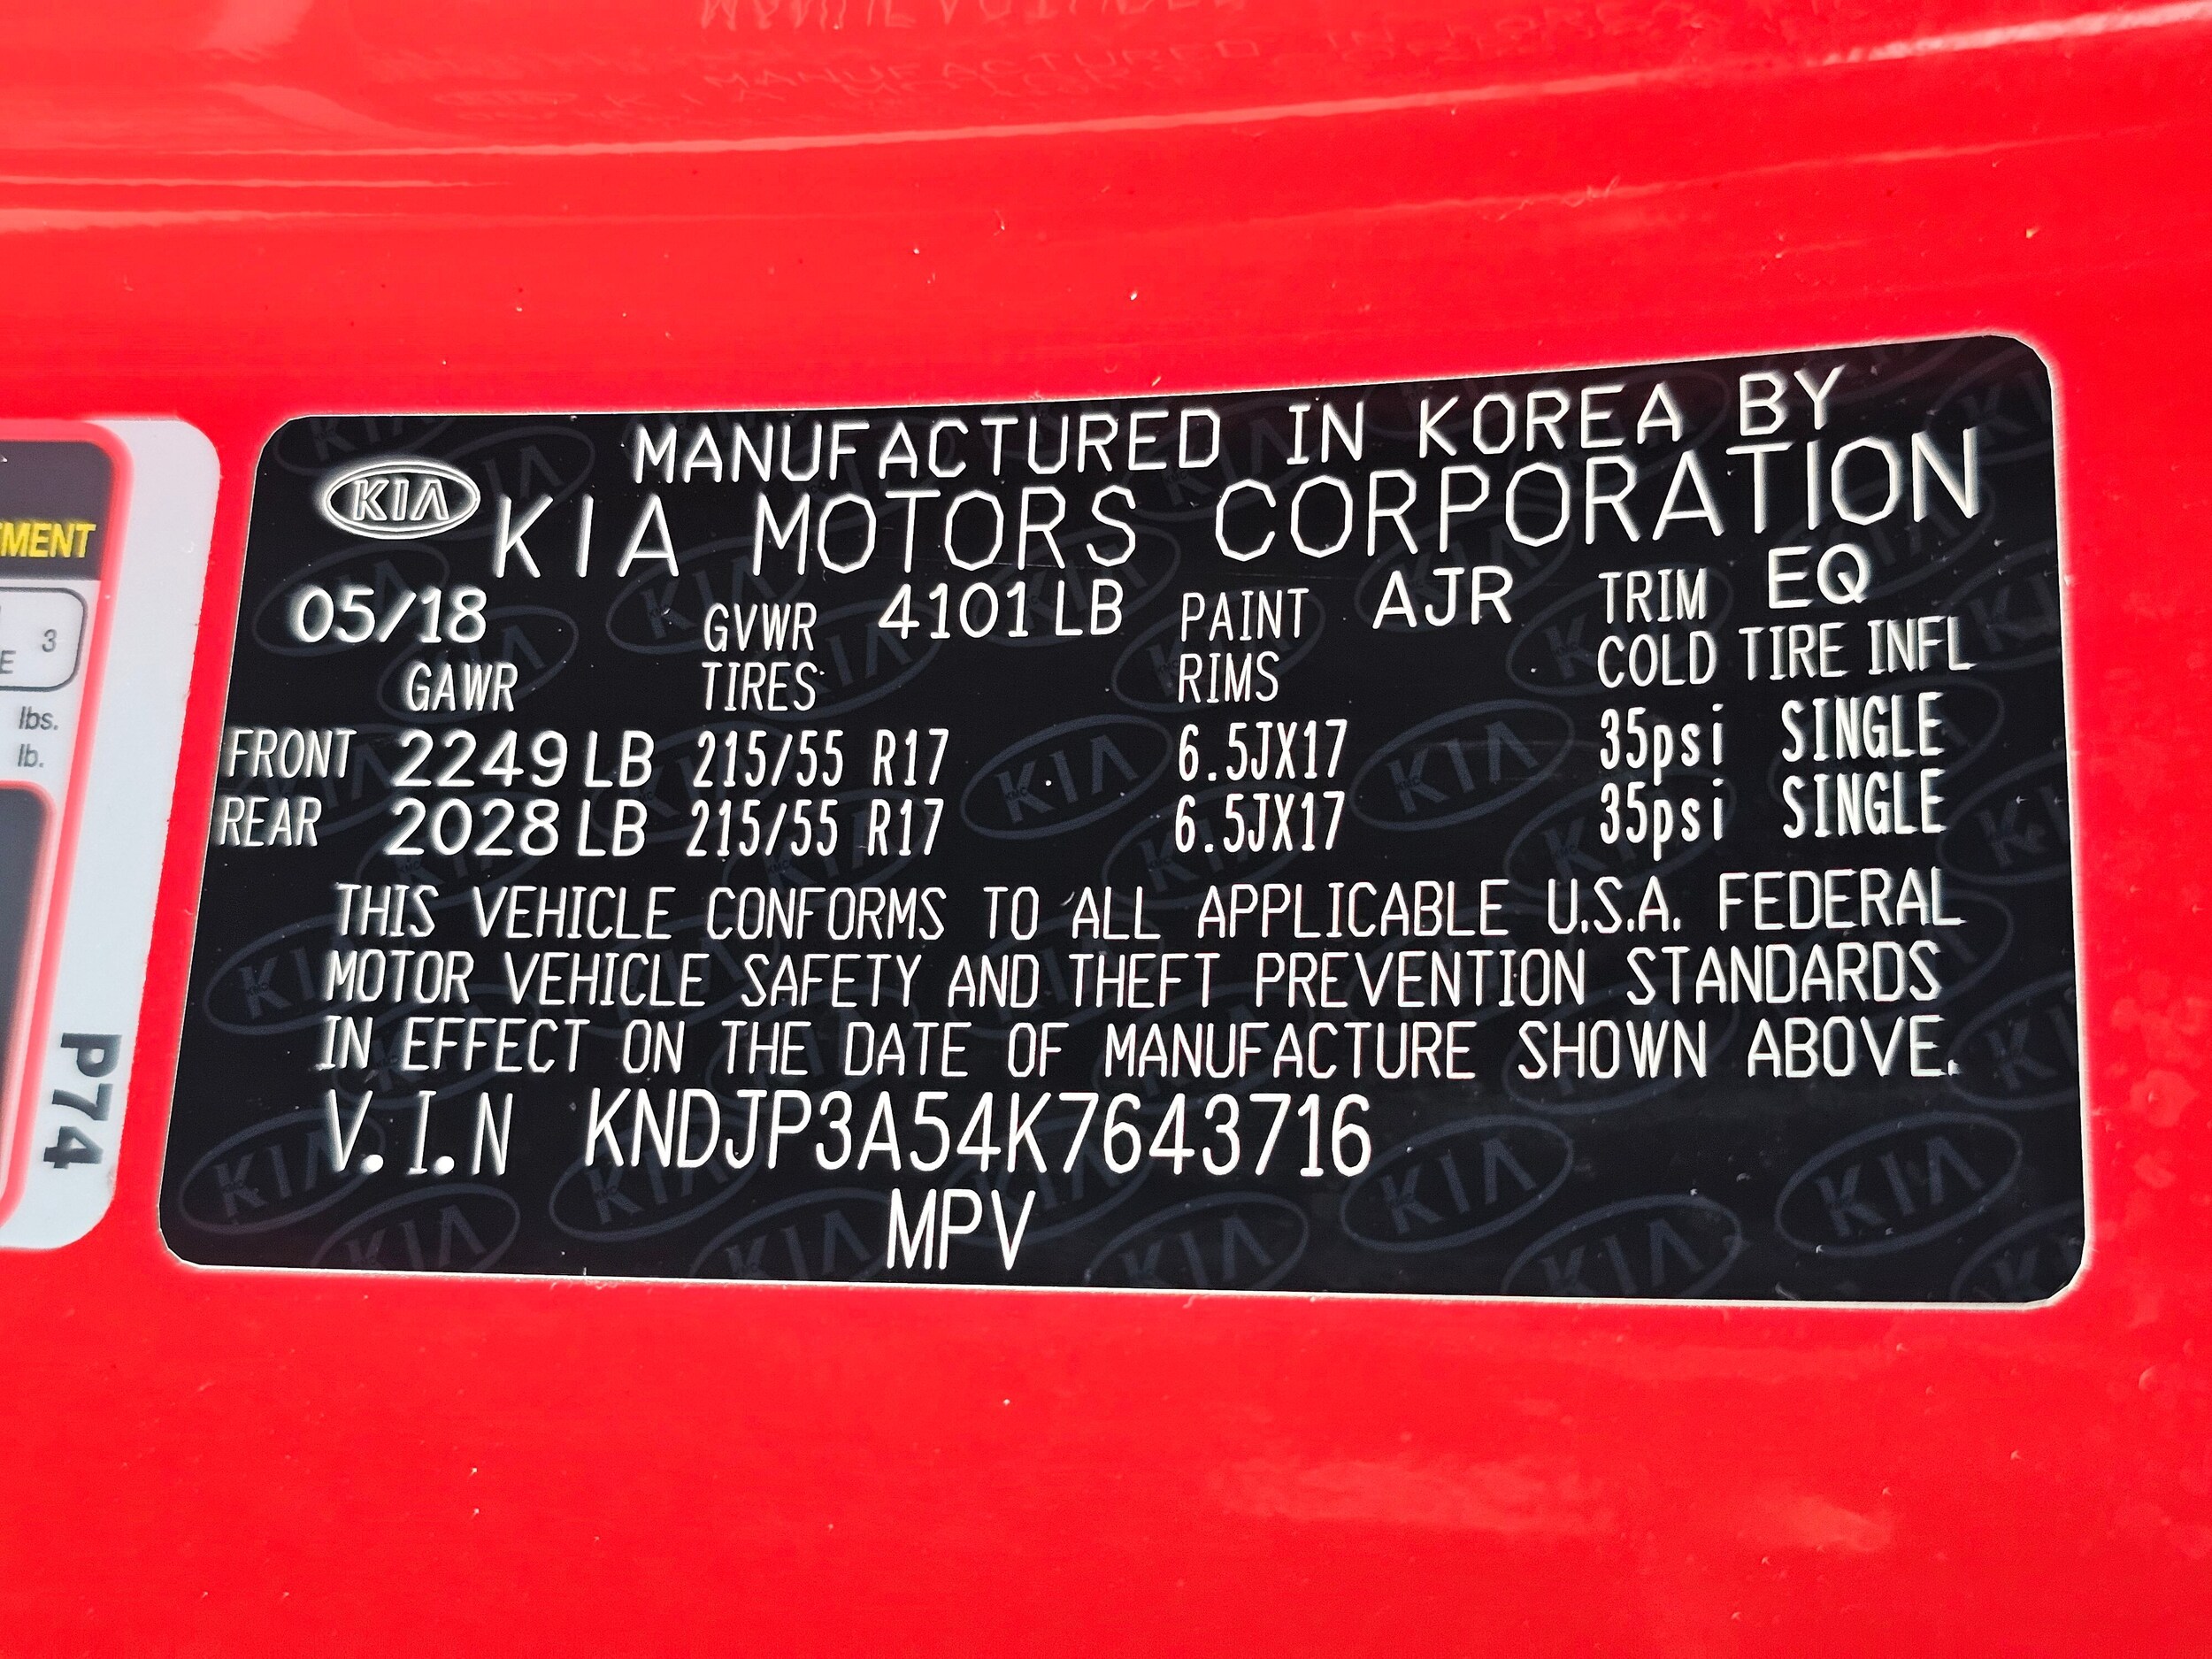 MANUFACTURED IN KOREA BY
KIA KIA MOTORS CORPORATION
05/18 GVWR 4101 LB PAINT AJR TRIM EQ
GAWR TIRES RIMS COLD TIRE INFL
FRONT 2249 LB 215/55 R17 6.5JX17 35psi SINGLE
REAR 2028 LB 215/55 R17 6.5JX17 35psi SINGLE
THIS VEHICLE CONFORMS TO ALL APPLICABLE U.S.A. FEDERAL
MOTOR VEHICLE SAFETY AND THEFT PREVENTION STANDARDS
IN EFFECT ON THE DATE OF MANUFACTURE SHOWN ABOVE.
V.I.N KNDJP3A54K7643716
MPV
3
lbs.
lb.
P74